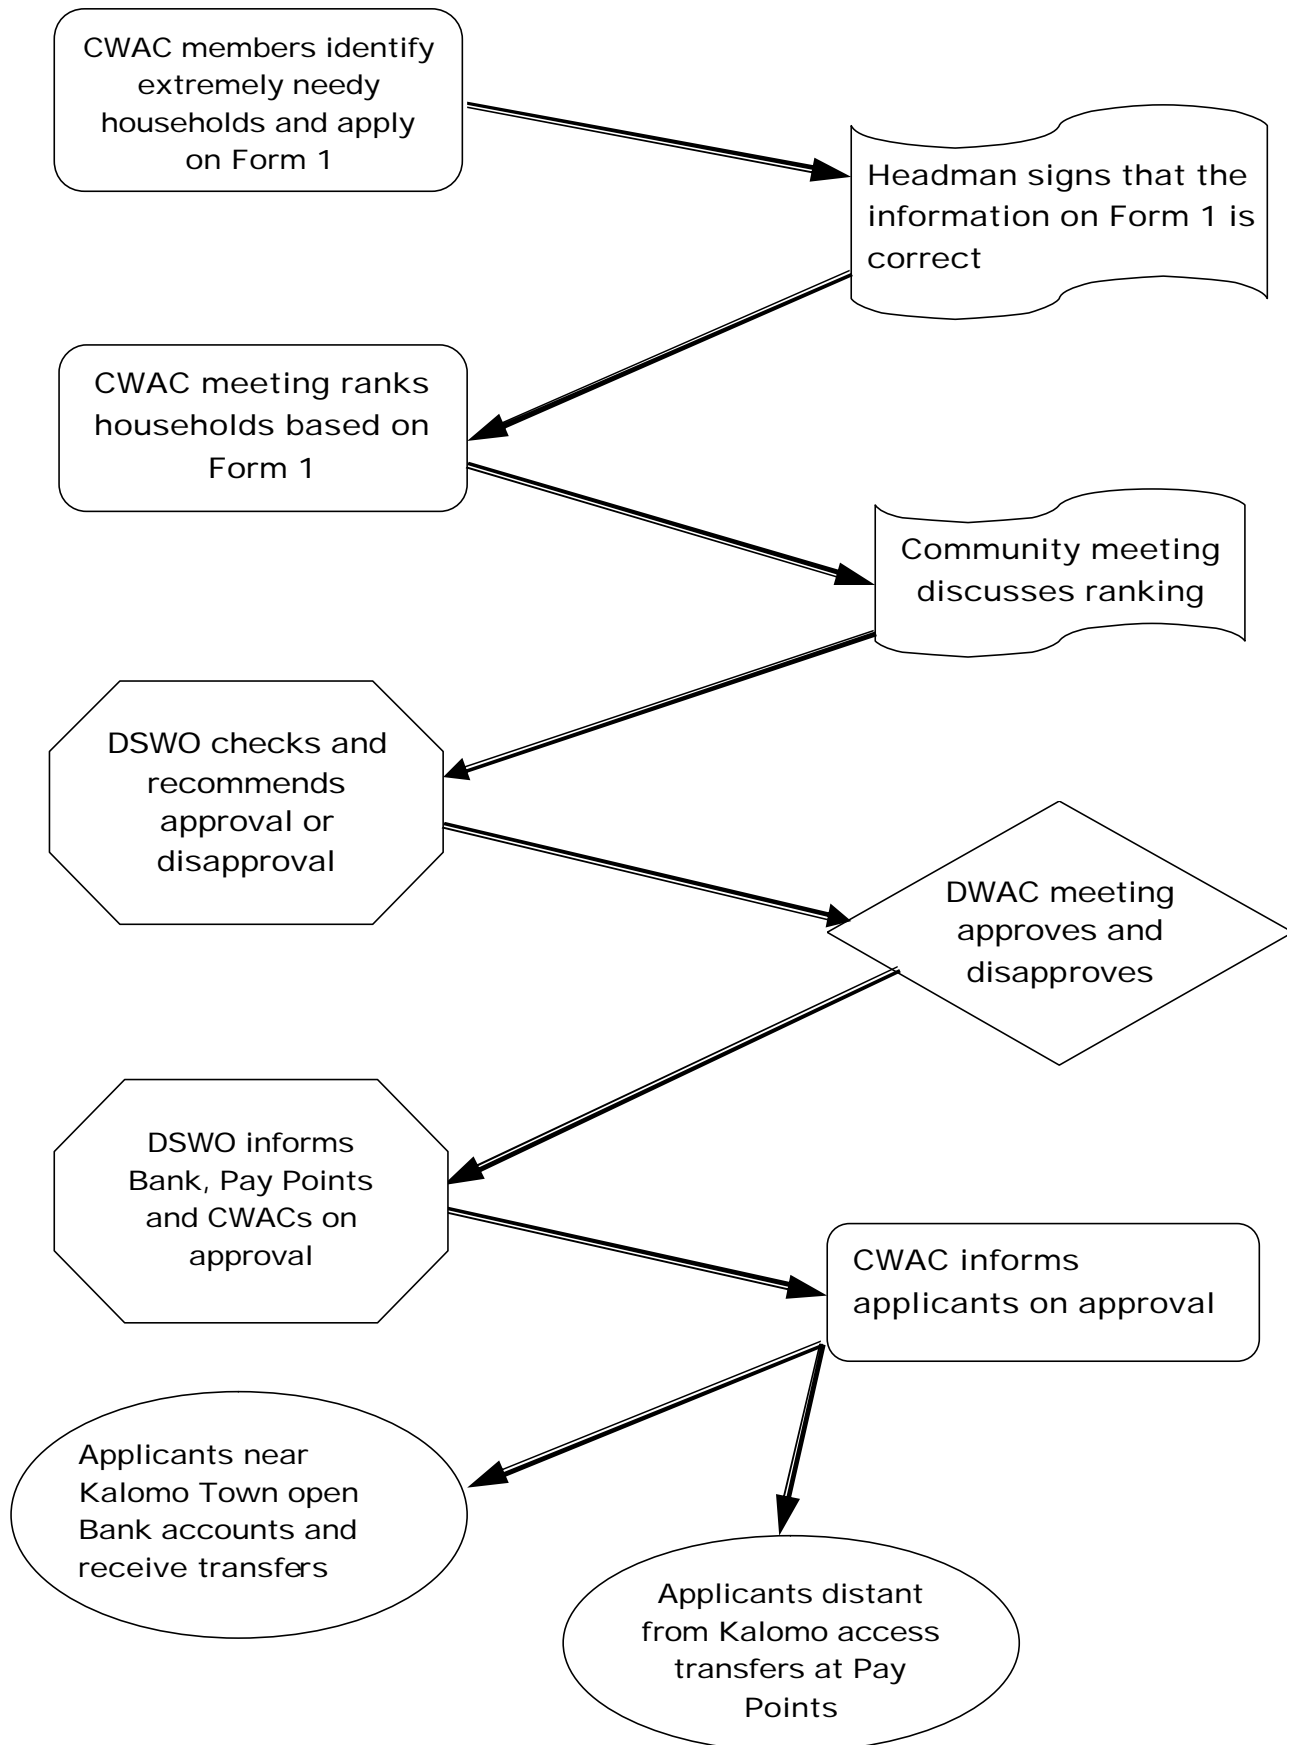 CWAC members identify
extremely needy
households and apply
on Form 1
Headman signs that the
information on Form 1 is
correct
CWAC meeting ranks
households based on
Form 1
Community meeting
discusses ranking
DSWO checks and
recommends
approval or
disapproval
DWAC meeting
approves and
disapproves
DSWO informs
Bank, Pay Points
and CWACs on
approval
CWAC informs
applicants on approval
Applicants near
Kalomo Town open
Bank accounts and
receive transfers
Applicants distant
from Kalomo access
transfers at Pay
Points